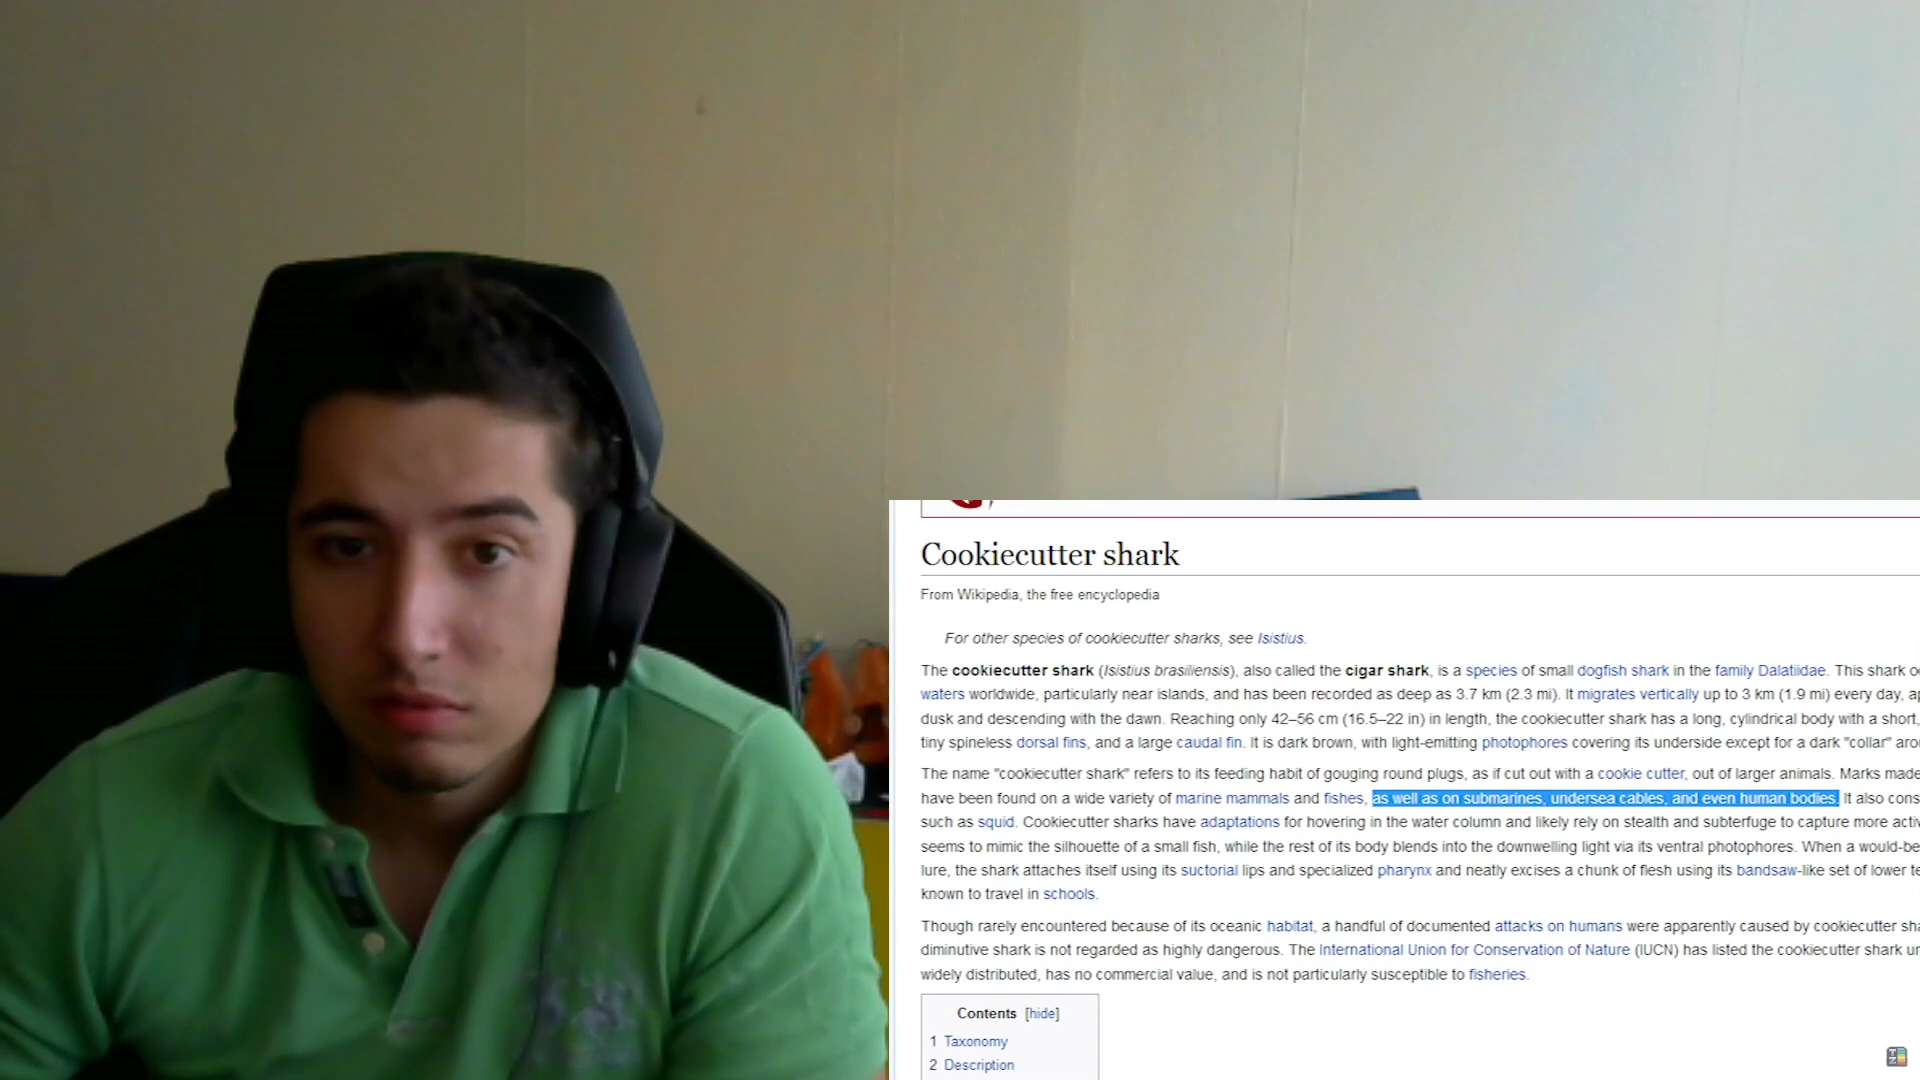 Cookiecutter shark
From Wikipedia, the free encyclopedia
For other species of cookiecutter sharks, see Isistius.
The cookiecutter shark (Isistius brasiliensis), also called the cigar shark, is a species of small dogfish shark in the family Dalatiidae. This shark
waters worldwide, particularly near islands, and has been recorded as deep as 3.7 km (2.3 mi). It migrates vertically up to 3 km (1.9 mi) every day,
dusk and descending with the dawn. Reaching only 42–56 cm (16.5–22 in) in length, the cookiecutter shark has a long, cylindrical body with a short,
tiny spineless dorsal fins, and a large caudal fin. It is dark brown, with light-emitting photophores covering its underside except for a dark "collar"
The name "cookiecutter shark" refers to its feeding habit of gouging round plugs, as if cut out with a cookie cutter, out of larger animals. Marks made
have been found on a wide variety of marine mammals and fishes, as well as on submarines, undersea cables, and even human bodies. It also
such as squid. Cookiecutter sharks have adaptations for hovering in the water column and likely rely on stealth and subterfuge to capture more
seems to mimic the silhouette of a small fish, while the rest of its body blends into the downwelling light via its ventral photophores. When a would-be
lure, the shark attaches itself using its suctorial lips and specialized pharynx and neatly excises a chunk of flesh using its bandsaw-like set of lower
known to travel in schools.
Though rarely encountered because of its oceanic habitat, a handful of documented attacks on humans were apparently caused by cookiecutter
diminutive shark is not regarded as highly dangerous. The International Union for Conservation of Nature (IUCN) has listed the cookiecutter shark
widely distributed, has no commercial value, and is not particularly susceptible to fisheries.
Contents [hide]
1 Taxonomy
2 Description